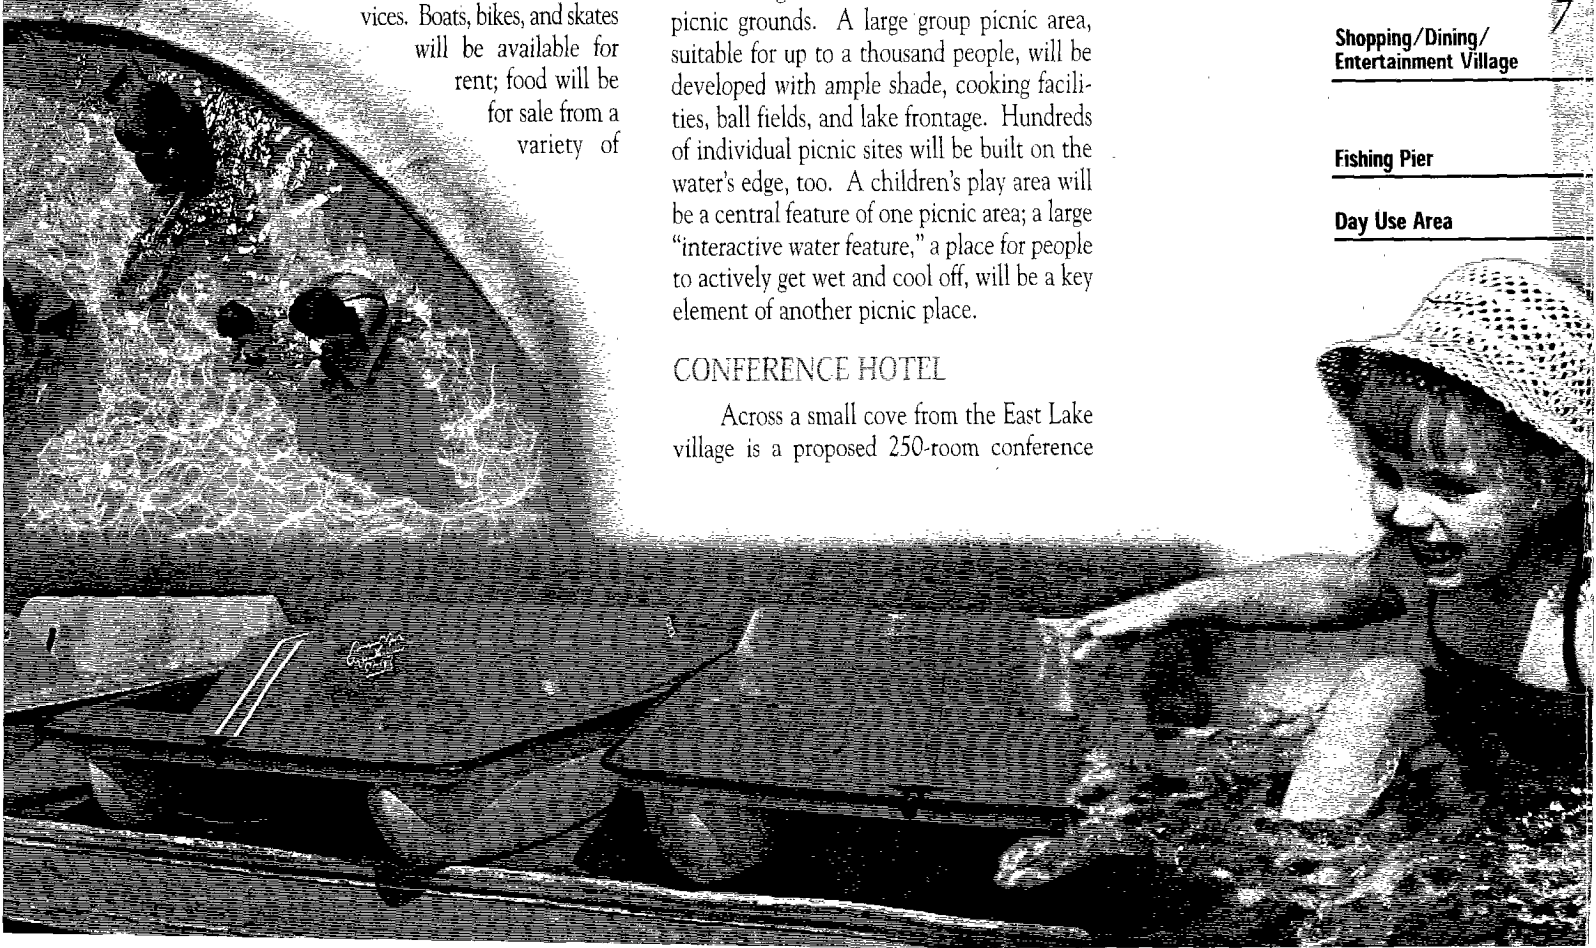 vices. Boats, bikes, and skates
will be available for
rent; food will be
for sale from a
variety of
picnic grounds. A large group picnic area,
suitable for up to a thousand people, will be
developed with ample shade, cooking facili-
ties, ball fields, and lake frontage. Hundreds
of individual picnic sites will be built on the
water's edge, too. A children's play area will
be a central feature of one picnic area; a large
“interactive water feature,” a place for people
to actively get wet and cool off, will be a key
element of another picnic place.
CONFERENCE HOTEL
Across a small cove from the East Lake
village is a proposed 250-room conference
7
Shopping/Dining/
Entertainment Village
Fishing Pier
Day Use Area